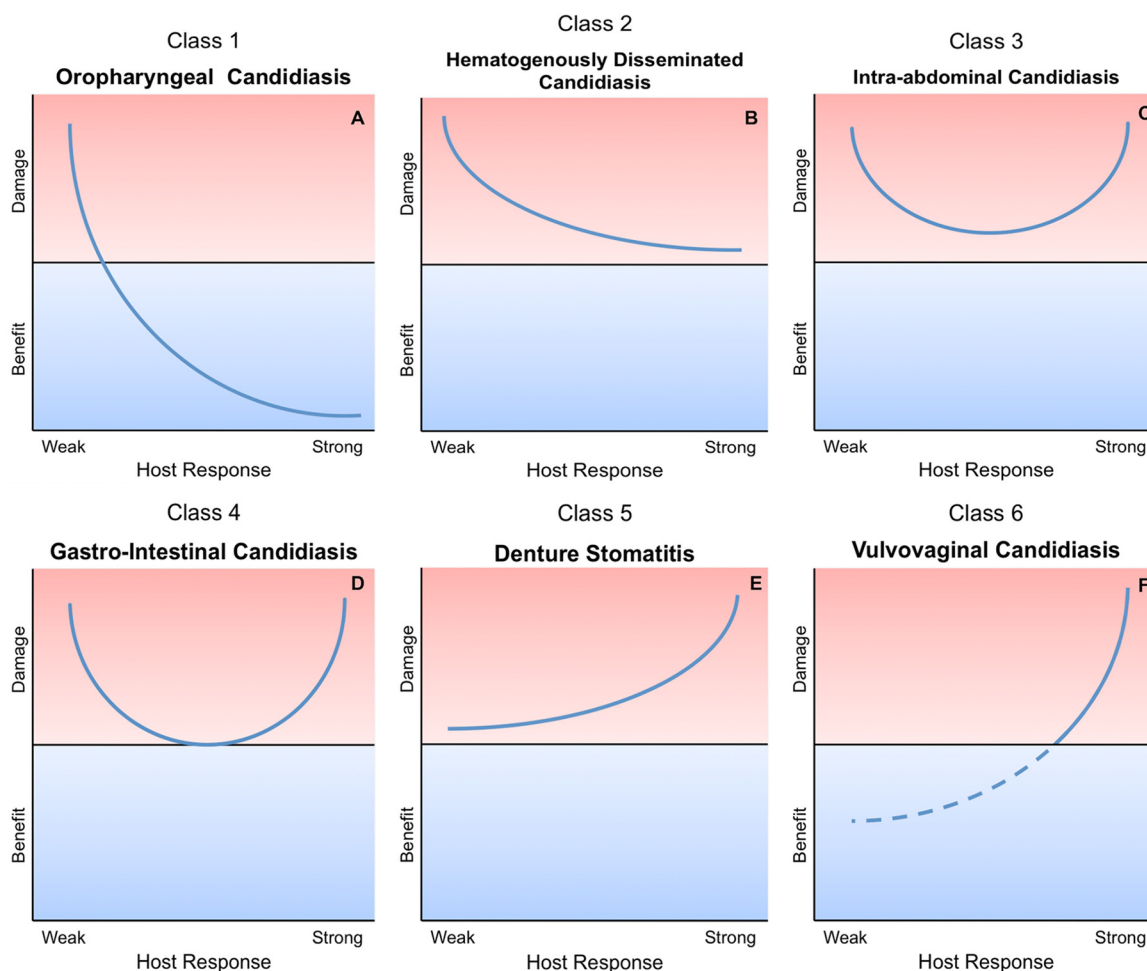 Class 1
Oropharyngeal Candidiasis
A
Damage
Benefit
Weak
Strong
Host Response
Class 2
Hematogenously Disseminated
Candidiasis
B
Damage
Benefit
Weak
Strong
Host Response
Class 3
Intra-abdominal Candidiasis
C
Damage
Benefit
Weak
Strong
Host Response
Class 4
Gastro-Intestinal Candidiasis
D
Damage
Benefit
Weak
Strong
Host Response
Class 5
Denture Stomatitis
E
Damage
Benefit
Weak
Strong
Host Response
Class 6
Vulvovaginal Candidiasis
F
Damage
Benefit
Weak
Strong
Host Response